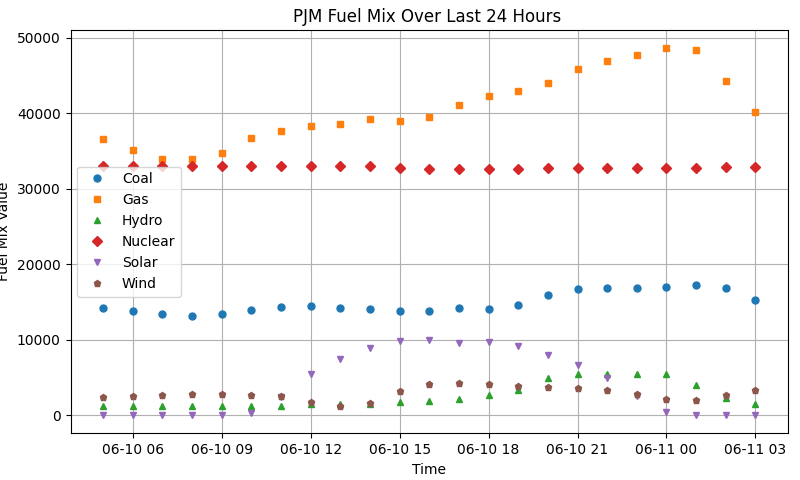 PJM Fuel Mix Over Last 24 Hours
50000
40000
30000
20000
10000
0
Fuel Mix Value
Coal
Gas
Hydro
Nuclear
Solar
Wind
06-10 06
06-10 09
06-10 12
06-10 15
06-10 18
06-10 21
06-11 00
06-11 03
Time